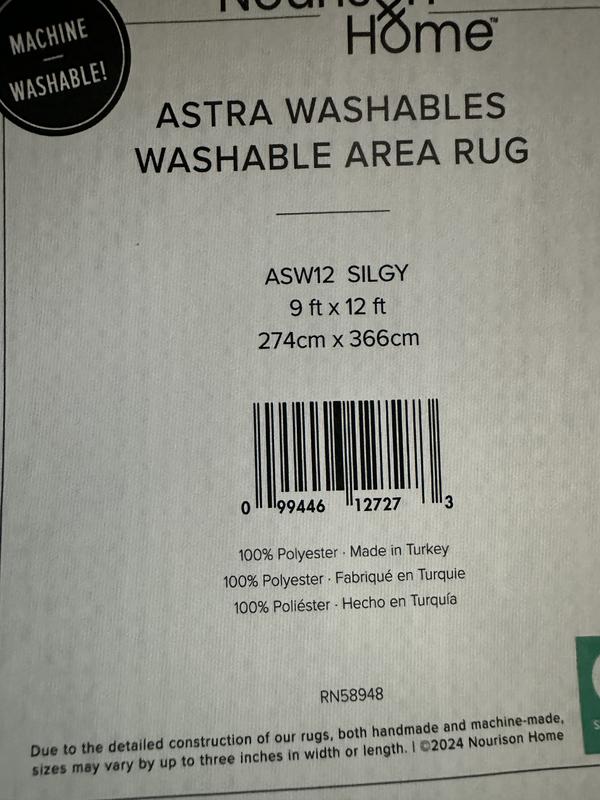 MACHINE
WASHABLE!
Nourison
Home™
ASTRA WASHABLES
WASHABLE AREA RUG
ASW12 SILGY
9 ft x 12 ft
274cm x 366cm
0 99446 12727 3
100% Polyester · Made in Turkey
100% Polyester · Fabriqué en Turquie
100% Poliéster · Hecho en Turquía
RN58948
Due to the detailed construction of our rugs, both handmade and machine-made,
sizes may vary by up to three inches in width or length. | ©2024 Nourison Home